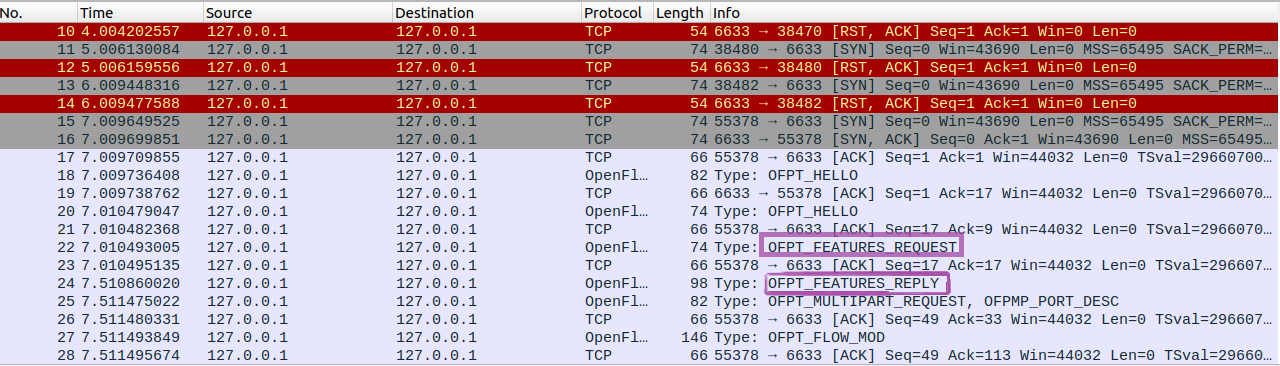 No. Time Source Destination Protocol Length Info
10 4.004202557 127.0.0.1 127.0.0.1 TCP 54 6633 → 38470 [RST, ACK] Seq=1 Ack=1 Win=0 Len=0
11 5.006130084 127.0.0.1 127.0.0.1 TCP 74 38480 → 6633 [SYN] Seq=0 Win=43690 Len=0 MSS=65495 SACK_PERM=…
12 5.006159556 127.0.0.1 127.0.0.1 TCP 54 6633 → 38480 [RST, ACK] Seq=1 Ack=1 Win=0 Len=0
13 6.009448316 127.0.0.1 127.0.0.1 TCP 74 38482 → 6633 [SYN] Seq=0 Win=43690 Len=0 MSS=65495 SACK_PERM=…
14 6.009477588 127.0.0.1 127.0.0.1 TCP 54 6633 → 38482 [RST, ACK] Seq=1 Ack=1 Win=0 Len=0
15 7.009649525 127.0.0.1 127.0.0.1 TCP 74 55378 → 6633 [SYN] Seq=0 Win=43690 Len=0 MSS=65495 SACK_PERM=…
16 7.009699851 127.0.0.1 127.0.0.1 TCP 74 6633 → 55378 [SYN, ACK] Seq=0 Ack=1 Win=43690 Len=0 MSS=65495…
17 7.009709855 127.0.0.1 127.0.0.1 TCP 66 55378 → 6633 [ACK] Seq=1 Ack=1 Win=44032 Len=0 TSval=29660700…
18 7.009736408 127.0.0.1 127.0.0.1 OpenFl… 82 Type: OFPT_HELLO
19 7.009738762 127.0.0.1 127.0.0.1 TCP 66 6633 → 55378 [ACK] Seq=1 Ack=17 Win=44032 Len=0 TSval=2966070…
20 7.010479047 127.0.0.1 127.0.0.1 OpenFl… 74 Type: OFPT_HELLO
21 7.010482368 127.0.0.1 127.0.0.1 TCP 66 55378 → 6633 [ACK] Seq=17 Ack=9 Win=44032 Len=0 TSval=2966070…
22 7.010493005 127.0.0.1 127.0.0.1 OpenFl… 74 Type: OFPT_FEATURES_REQUEST
23 7.010495135 127.0.0.1 127.0.0.1 TCP 66 55378 → 6633 [ACK] Seq=17 Ack=17 Win=44032 Len=0 TSval=296607…
24 7.510860020 127.0.0.1 127.0.0.1 OpenFl… 98 Type: OFPT_FEATURES_REPLY
25 7.511475022 127.0.0.1 127.0.0.1 OpenFl… 82 Type: OFPT_MULTIPART_REQUEST, OFPMP_PORT_DESC
26 7.511480331 127.0.0.1 127.0.0.1 TCP 66 55378 → 6633 [ACK] Seq=49 Ack=33 Win=44032 Len=0 TSval=296607…
27 7.511493849 127.0.0.1 127.0.0.1 OpenFl… 146 Type: OFPT_FLOW_MOD
28 7.511495674 127.0.0.1 127.0.0.1 TCP 66 55378 → 6633 [ACK] Seq=49 Ack=113 Win=44032 Len=0 TSval=29660…